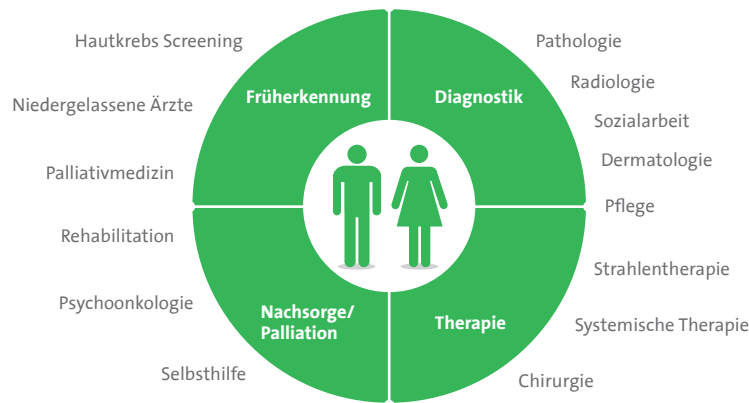 Hautkrebs Screening
Niedergelassene Ärzte
Palliativmedizin
Rehabilitation
Psychoonkologie
Selbsthilfe
Früherkennung
Diagnostik
Nachsorge/
Palliation
Therapie
Pathologie
Radiologie
Sozialarbeit
Dermatologie
Pflege
Strahlentherapie
Systemische Therapie
Chirurgie